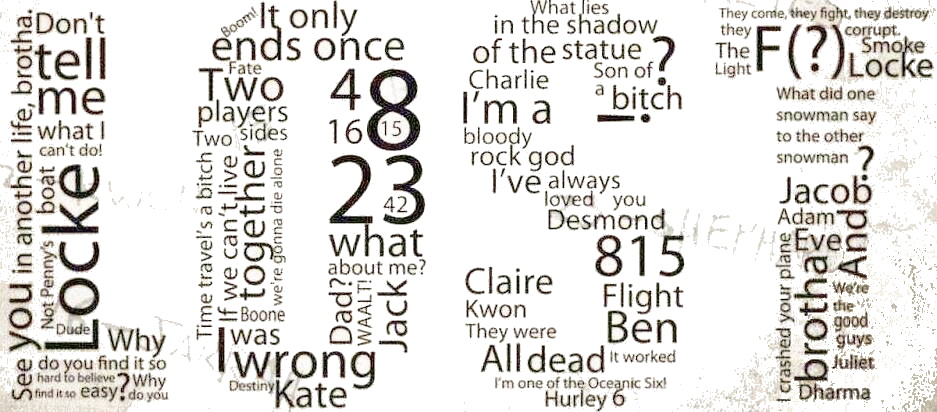 See you in another life, brotha.
Don't
tell
me
what I
can't do!
Not Penny's boat
Locke
Dude
Why
do you find it so
hard to believe?
Why
do you
find it so easy?
Boom!
It only
ends once
Fate
Two
players
Two sides
Time travel's a bitch
If we can't live
together
we're gonna die alone
Boone
I was
wrong
Destiny
Kate
4 8
16 15
23
42
what
about me?
Dad?
WAALT!
Jack
What lies
in the shadow
of the statue ?
Charlie
Son of
a bitch
I'm a
bloody
rock god
I've always
loved you
Desmond
815
Claire
Flight
Kwon
Ben
They were
All dead
It worked
I'm one of the Oceanic Six!
Hurley 6
They come, they fight, they destroy
they corrupt.
The
Light
F(?)
Smoke
Locke
What did one
snowman say
to the other
snowman ?
Jacob
Adam
And
Eve
I crashed your plane
brotha
We're
the
good
guys
Juliet
Dharma